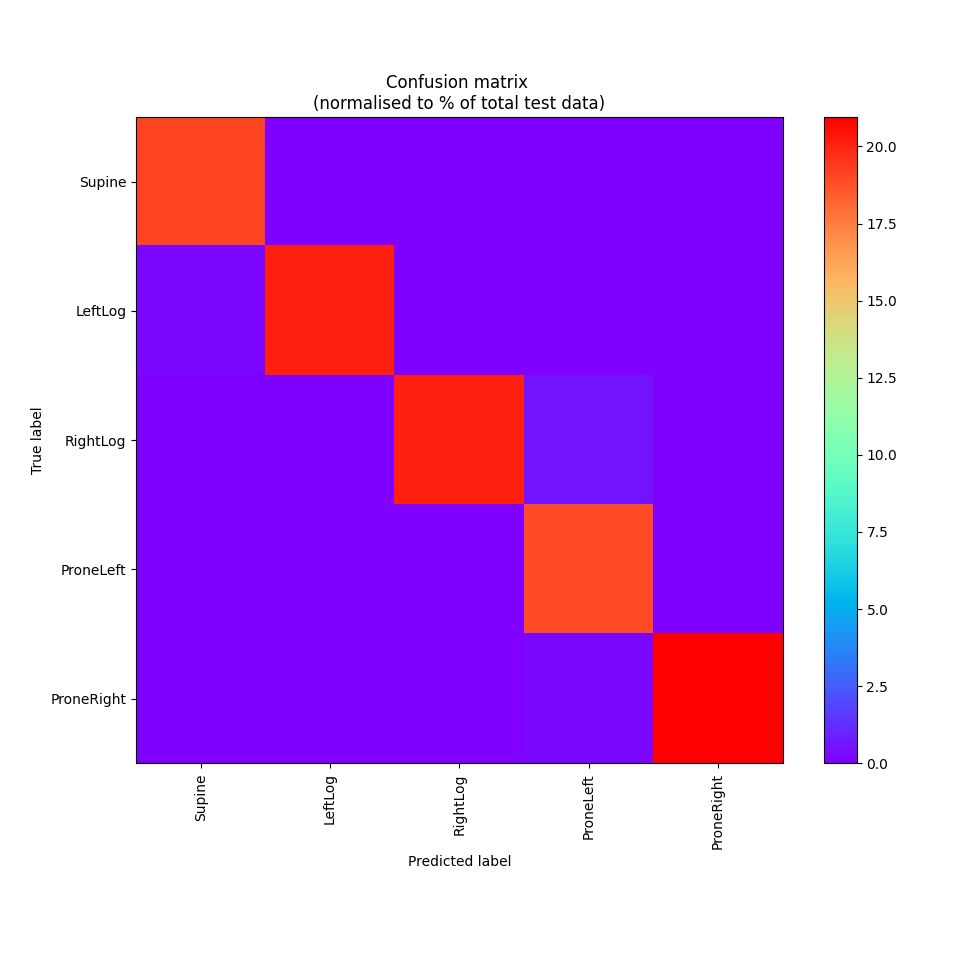 Confusion matrix
(normalised to % of total test data)
True label
Supine
LeftLog
RightLog
ProneLeft
ProneRight
Supine
LeftLog
RightLog
ProneLeft
ProneRight
Predicted label
20.0
17.5
15.0
12.5
10.0
7.5
5.0
2.5
0.0